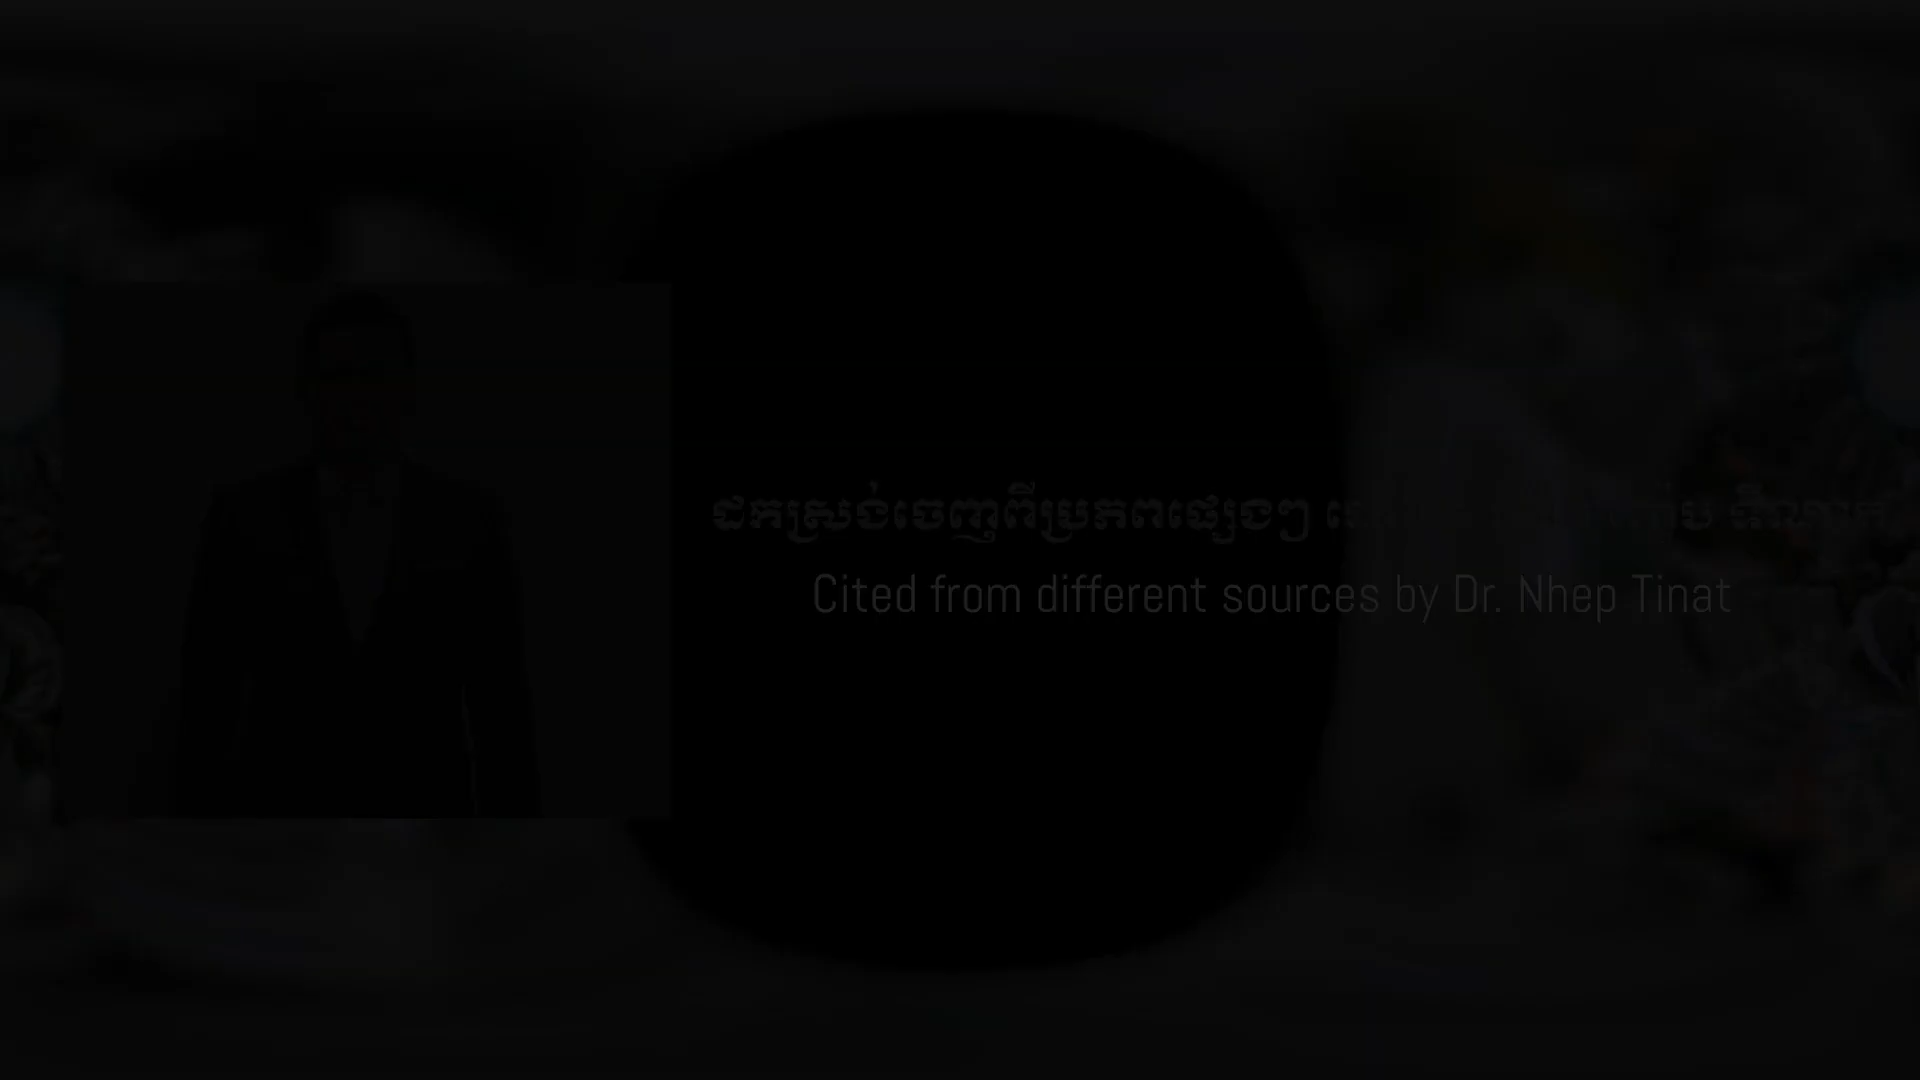 ដកស្រង់ចេញពីប្រភពផ្សេងៗ
Cited from different sources by Dr. Nhep Tinat